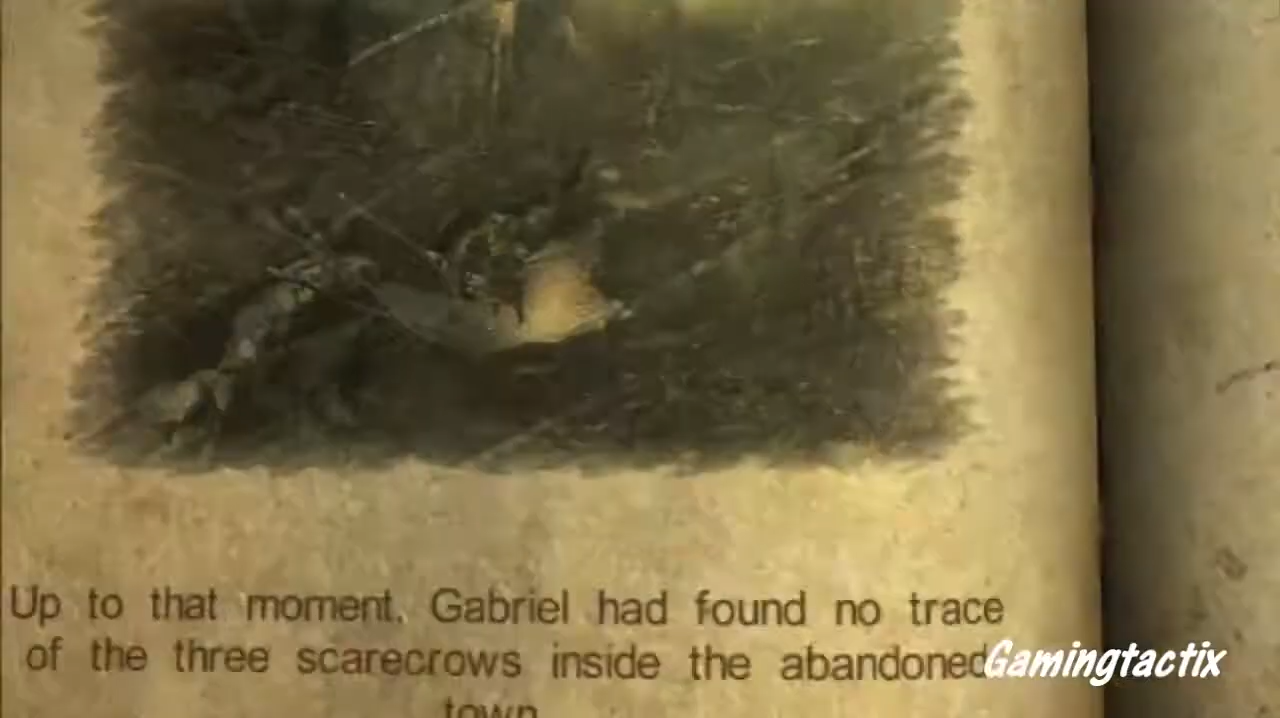 Up to that moment, Gabriel had found no trace
of the three scarecrows inside the abandoned
town
Gamingtactix